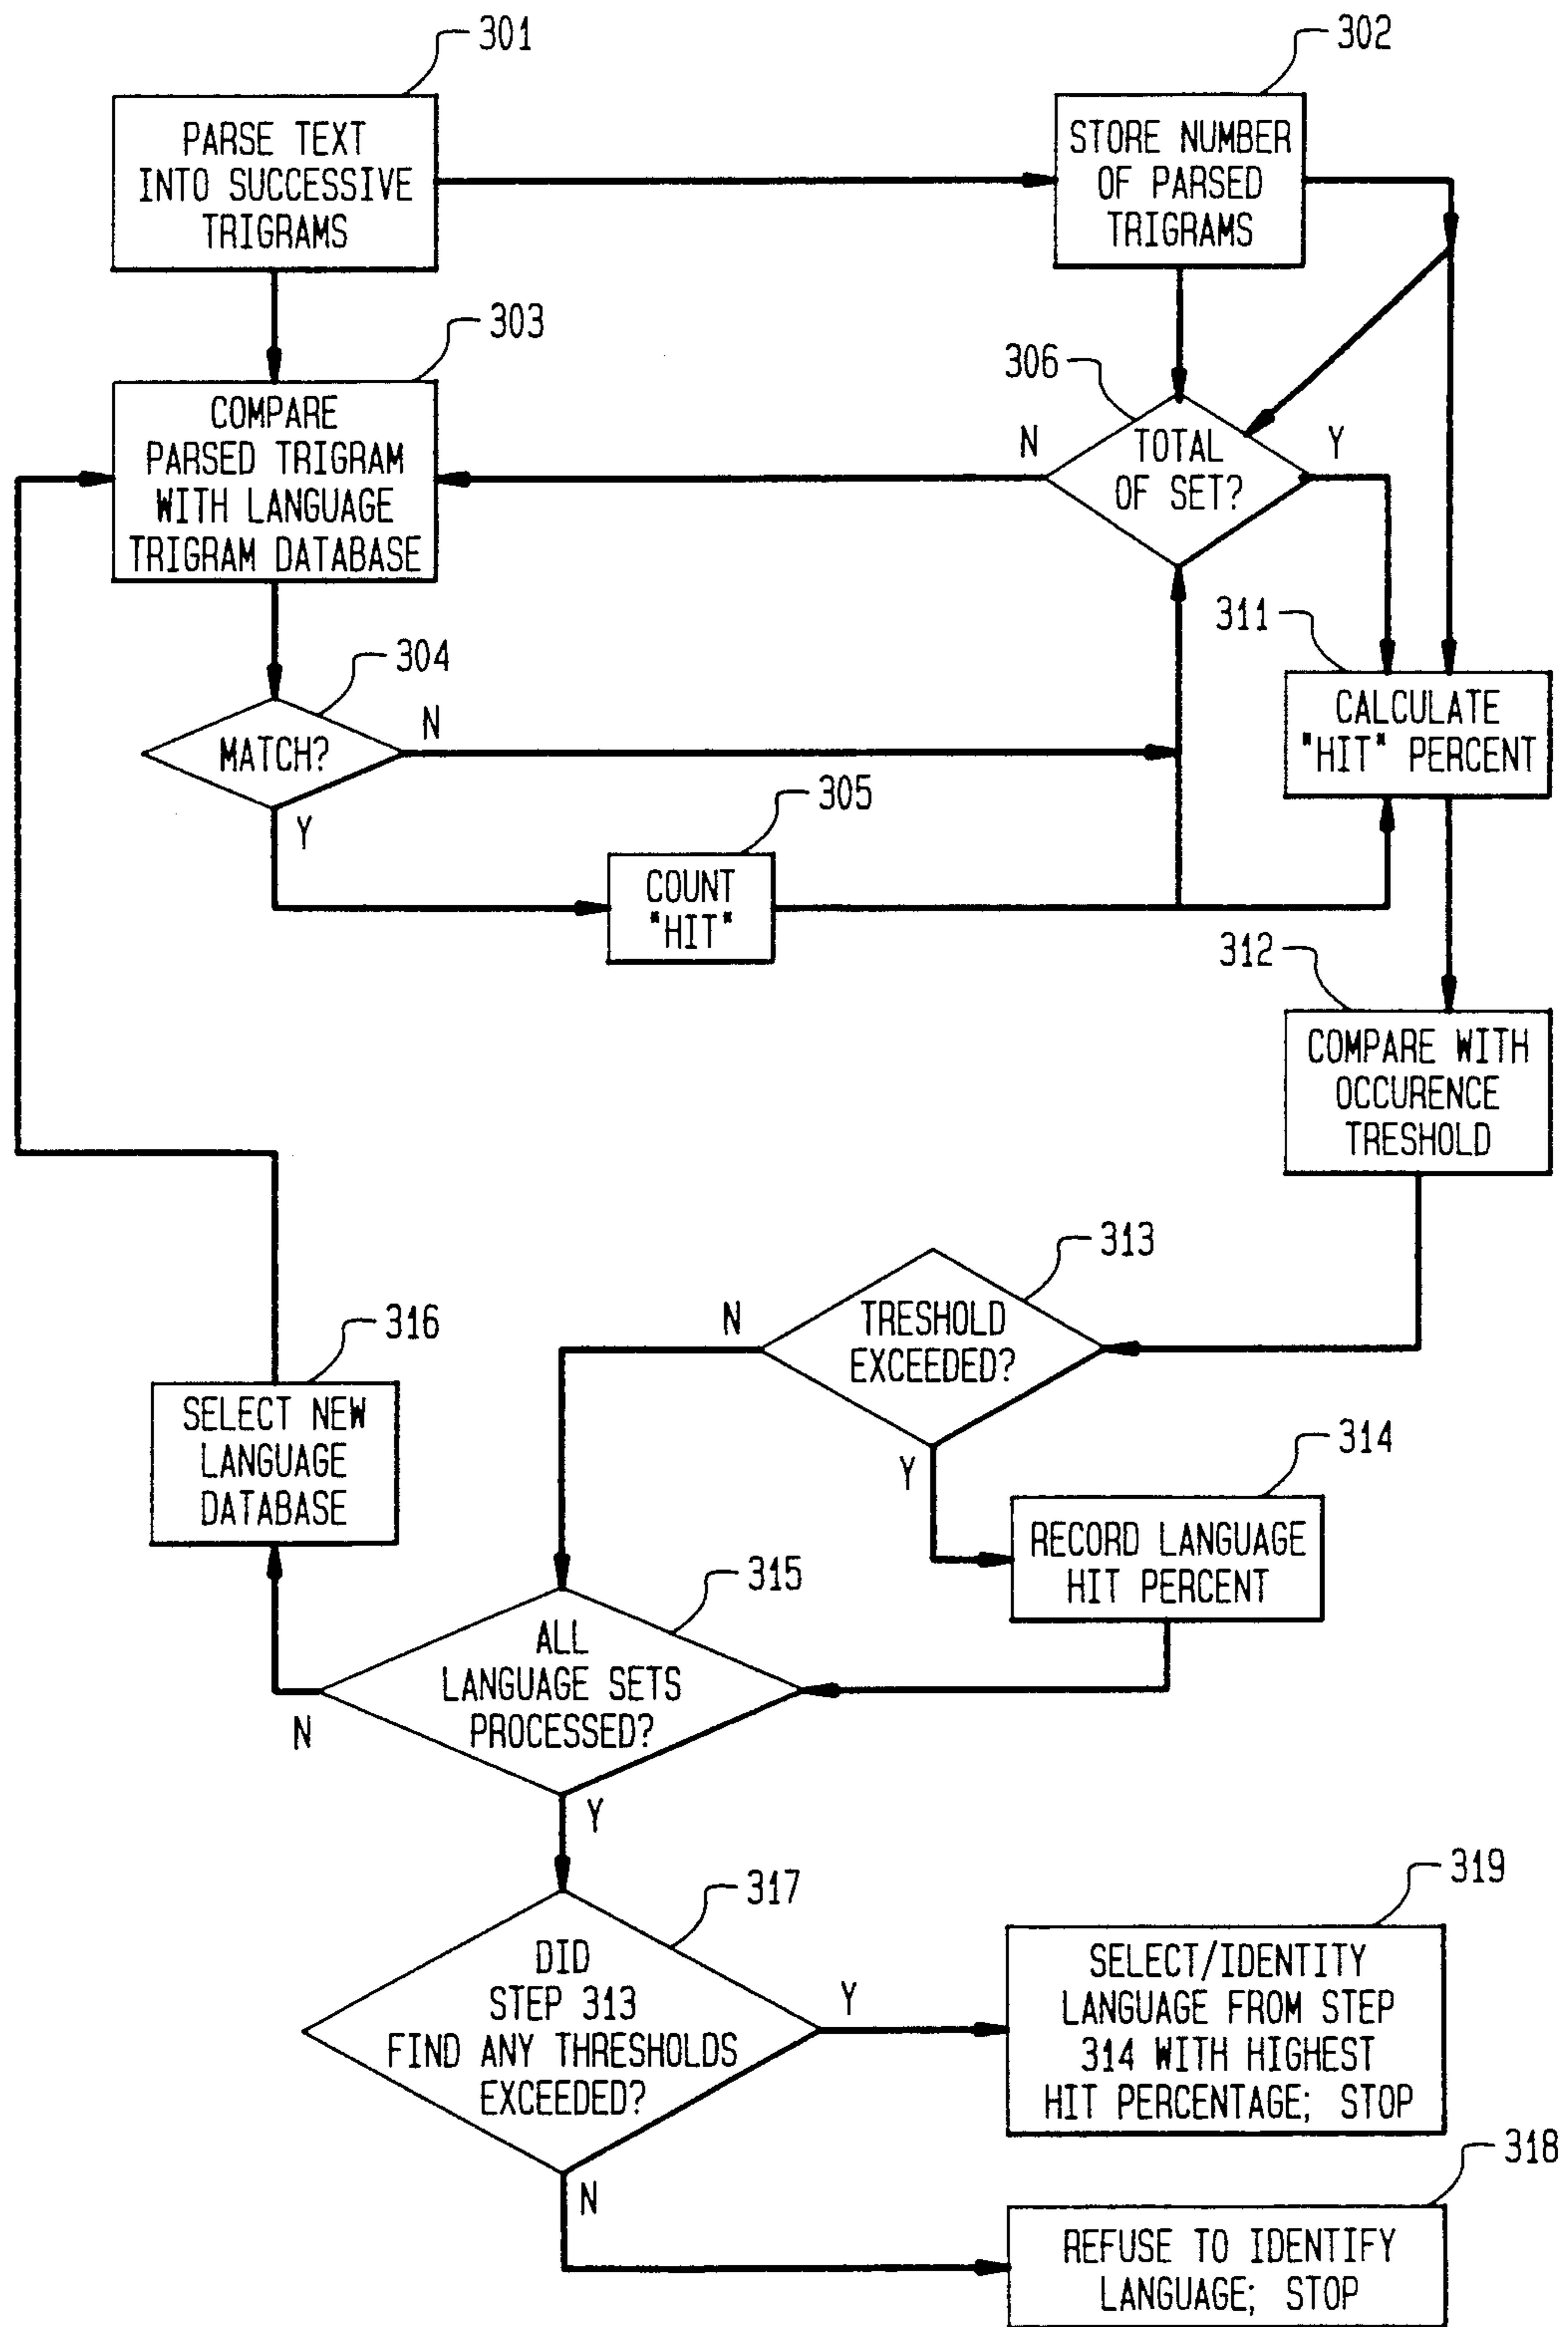 301
PARSE TEXT
INTO SUCCESSIVE
TRIGRAMS
302
STORE NUMBER
OF PARSED
TRIGRAMS
303
COMPARE
PARSED TRIGRAM
WITH LANGUAGE
TRIGRAM DATABASE
306
N
TOTAL
OF SET?
Y
304
MATCH?
N
Y
305
COUNT
"HIT"
311
CALCULATE
"HIT" PERCENT
312
COMPARE WITH
OCCURENCE
TRESHOLD
313
N
TRESHOLD
EXCEEDED?
Y
314
RECORD LANGUAGE
HIT PERCENT
316
SELECT NEW
LANGUAGE
DATABASE
315
ALL
LANGUAGE SETS
PROCESSED?
N
Y
317
DID
STEP 313
FIND ANY THRESHOLDS
EXCEEDED?
Y
N
319
SELECT/IDENTITY
LANGUAGE FROM STEP
314 WITH HIGHEST
HIT PERCENTAGE; STOP
318
REFUSE TO IDENTIFY
LANGUAGE; STOP